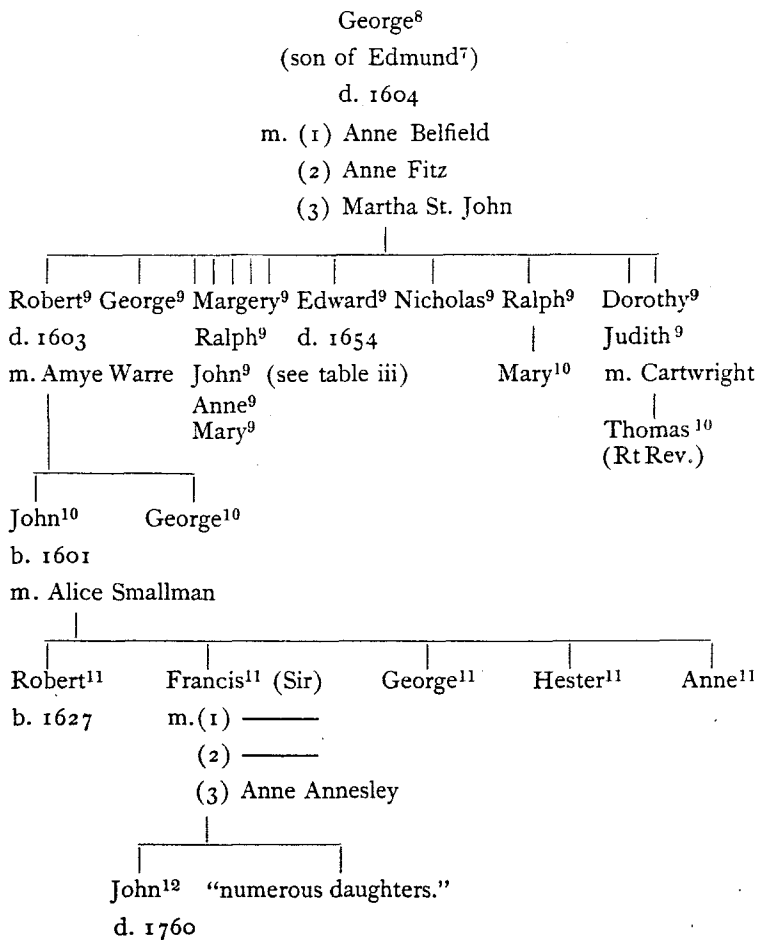 George⁸
(son of Edmund⁷)
d. 1604
m. (1) Anne Belfield
(2) Anne Fitz
(3) Martha St. John
Robert⁹ George⁹ Margery⁹ Edward⁹ Nicholas⁹ Ralph⁹ Dorothy⁹
d. 1603 Ralph⁹ d. 1654 Judith⁹
m. Amye Warre John⁹ (see table iii) Mary¹⁰ m. Cartwright
Anne⁹
Mary⁹ Thomas¹⁰
(Rt Rev.)
John¹⁰ George¹⁰
b. 1601
m. Alice Smallman
Robert¹¹ Francis¹¹ (Sir) George¹¹ Hester¹¹ Anne¹¹
b. 1627 m. (1) ———
(2) ———
(3) Anne Annesley
John¹² “numerous daughters.”
d. 1760